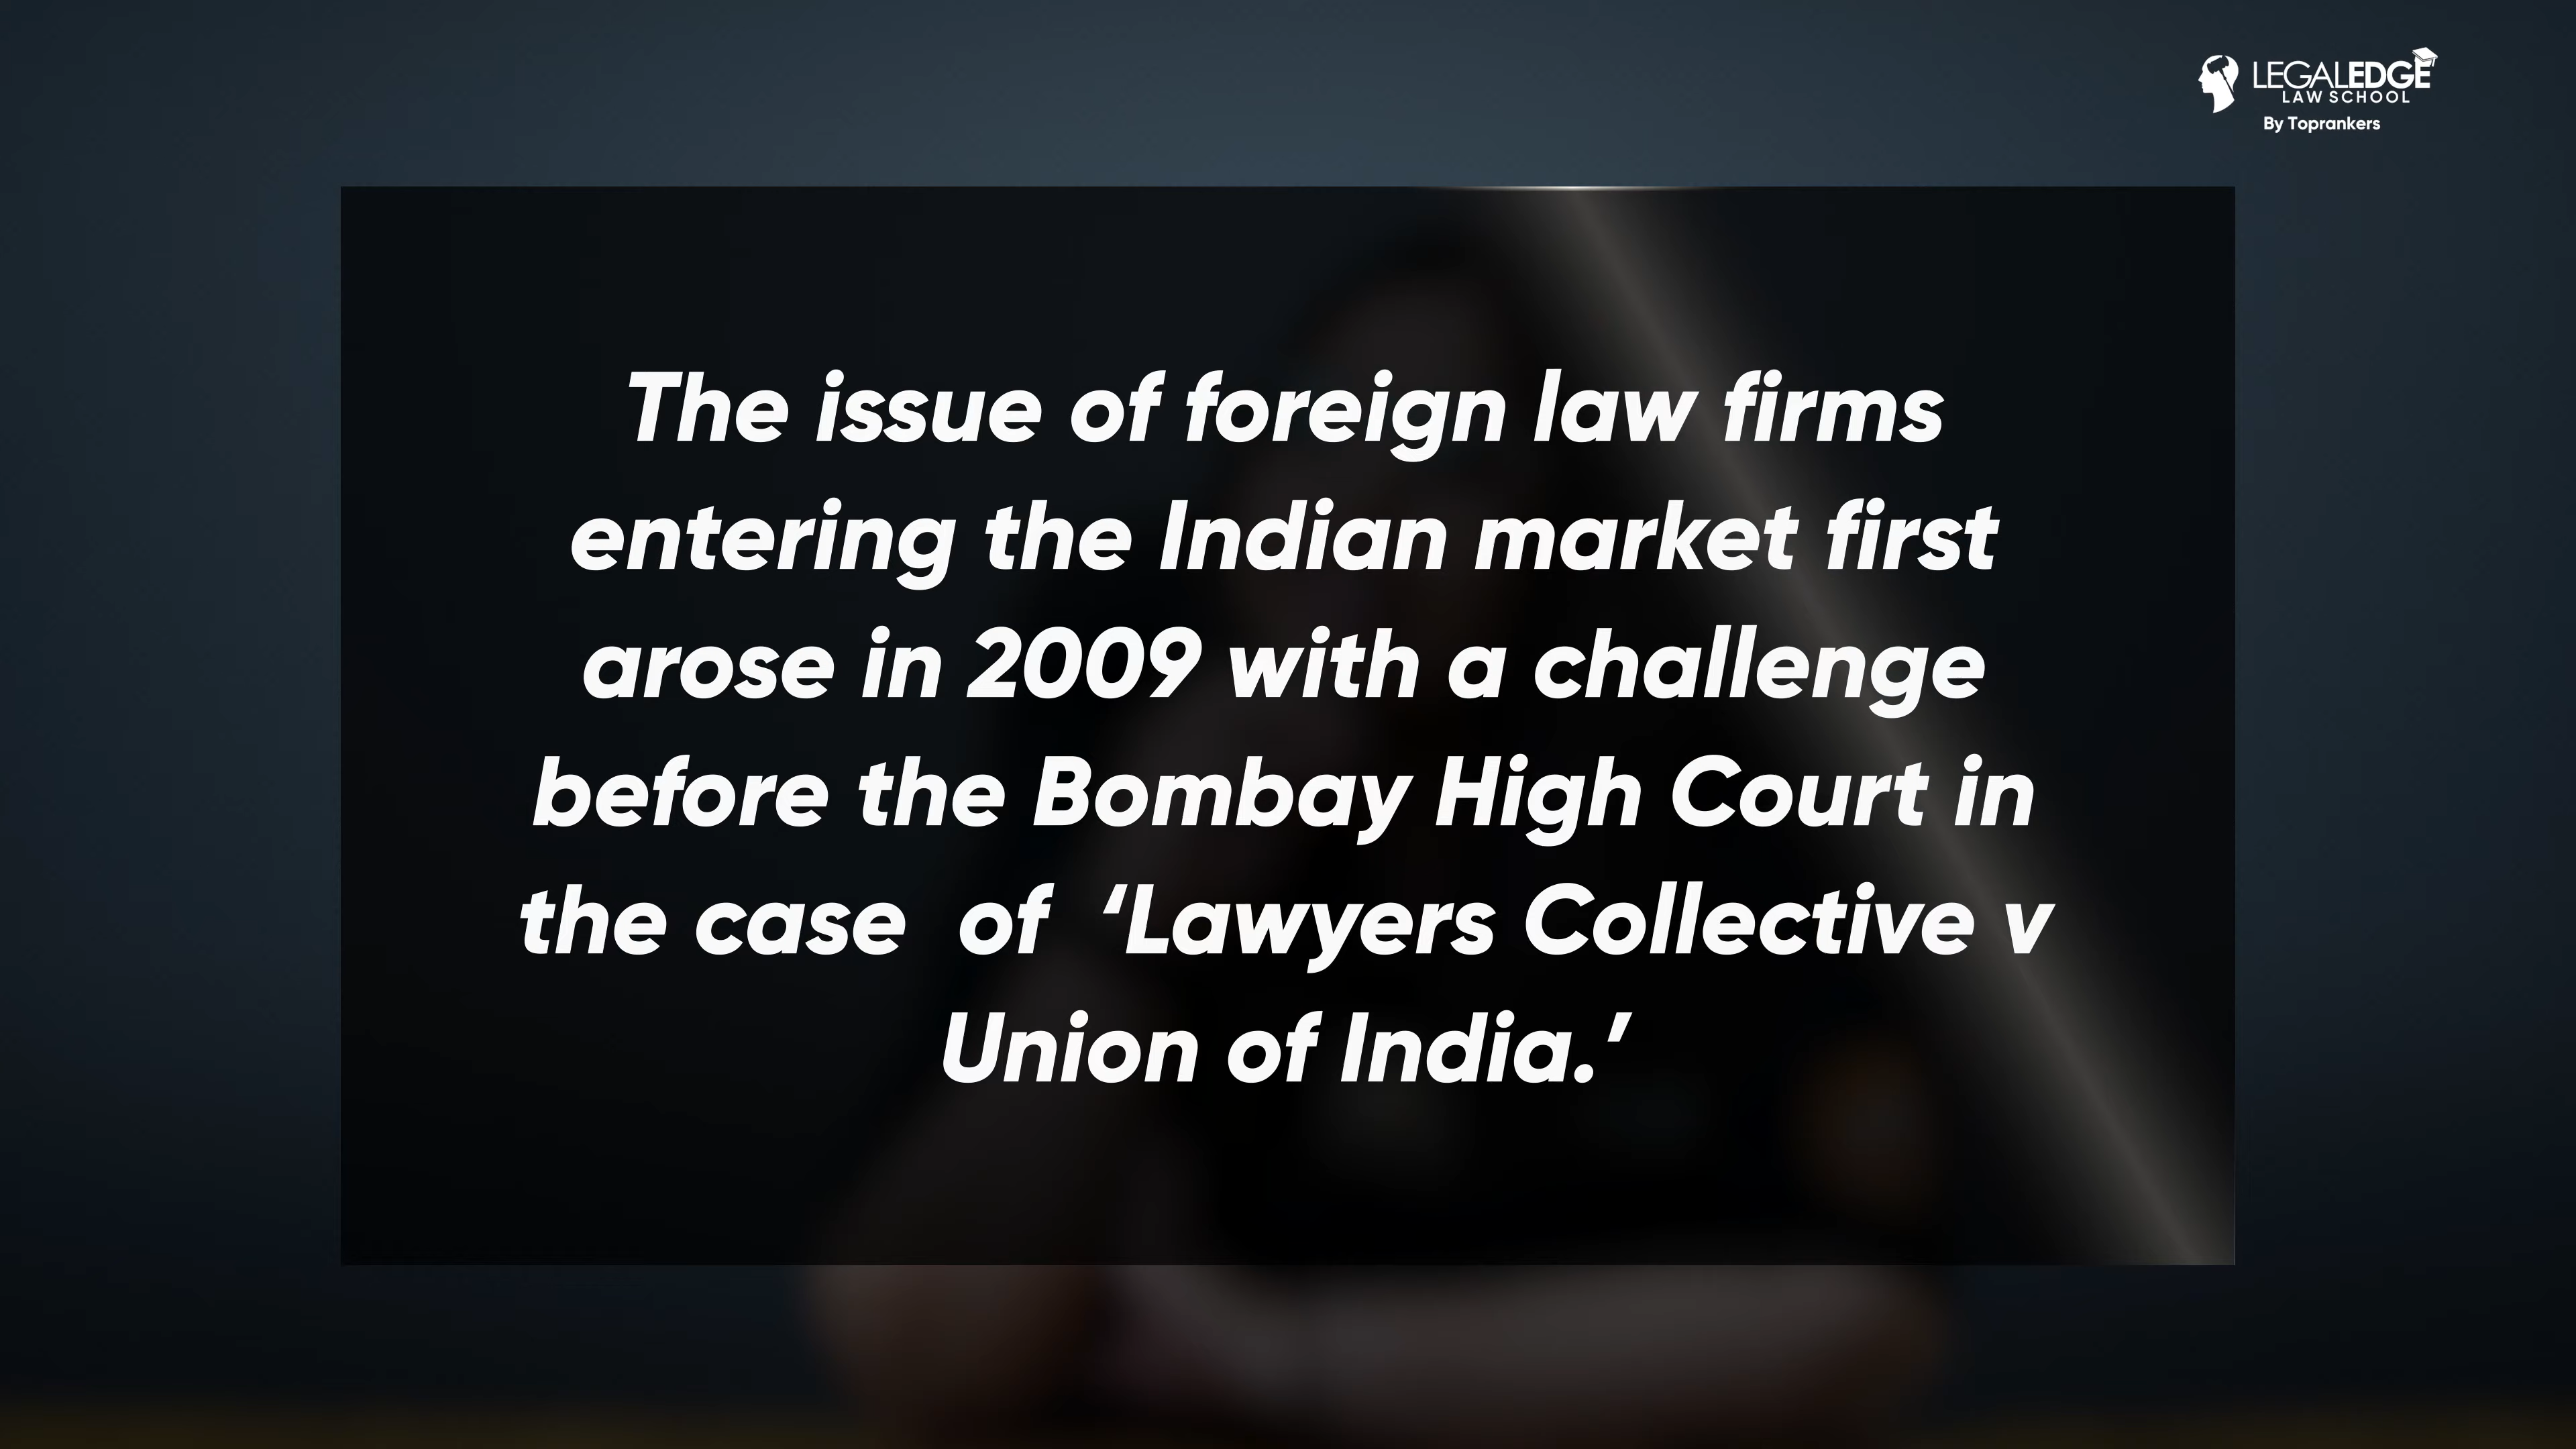 LEGALEDGE
LAW SCHOOL
By Toprankers
The issue of foreign law firms
entering the Indian market first
arose in 2009 with a challenge
before the Bombay High Court in
the case  of  ‘Lawyers Collective v
Union of India.’